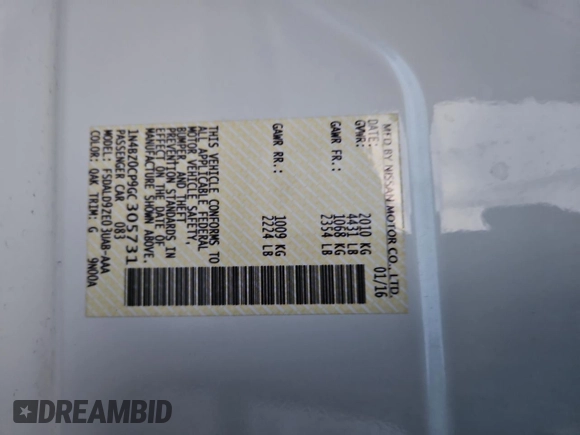 MFD BY NISSAN MOTOR CO., LTD.
DATE: 01/16
GVWR: 2010 KG
4431 LB
GAWR FR.: 1068 KG
2354 LB
GAWR RR.: 1009 KG
2224 LB
THIS VEHICLE CONFORMS TO
ALL APPLICABLE FEDERAL
MOTOR VEHICLE SAFETY,
BUMPER, AND THEFT
PREVENTION STANDARDS IN
EFFECT ON THE DATE OF
MANUFACTURE SHOWN ABOVE.
1N4BZ0CP9GC305731
PASSENGER CAR 083
MODEL: FSDALD9ZE03UAB-AAA
COLOR: QAK TRIM: G 9N00A
DREAMBID